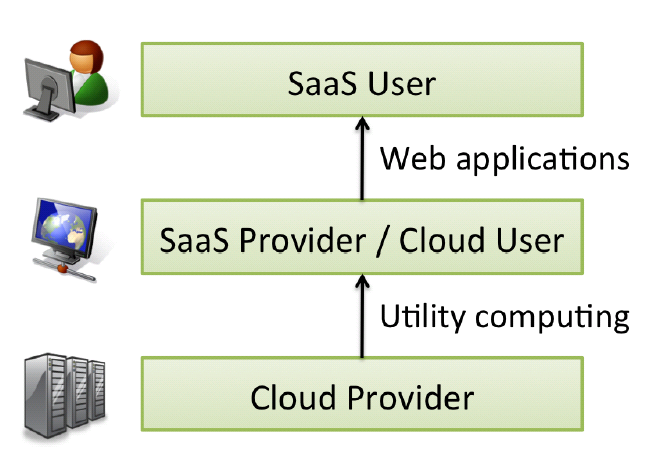 SaaS User
Web applications
SaaS Provider / Cloud User
Utility computing
Cloud Provider